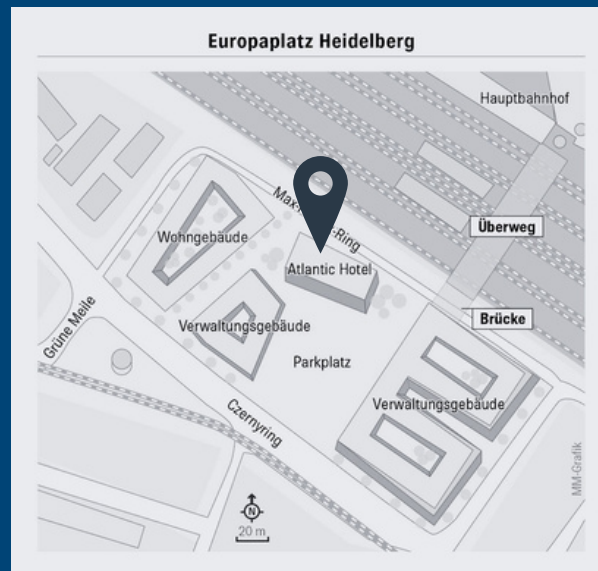 Europaplatz Heidelberg
Hauptbahnhof
Überweg
Wohngebäude
Atlantic Hotel
Brücke
Grüne Meile
Verwaltungsgebäude
Parkplatz
Czernyring
Verwaltungsgebäude
N
20 m
MM-Grafik